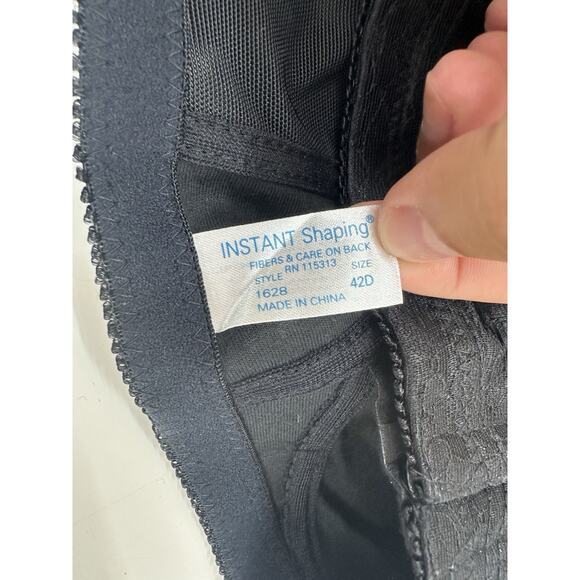 INSTANT Shaping®
FIBERS & CARE ON BACK
RN 115313
STYLE SIZE
1628 42D
MADE IN CHINA